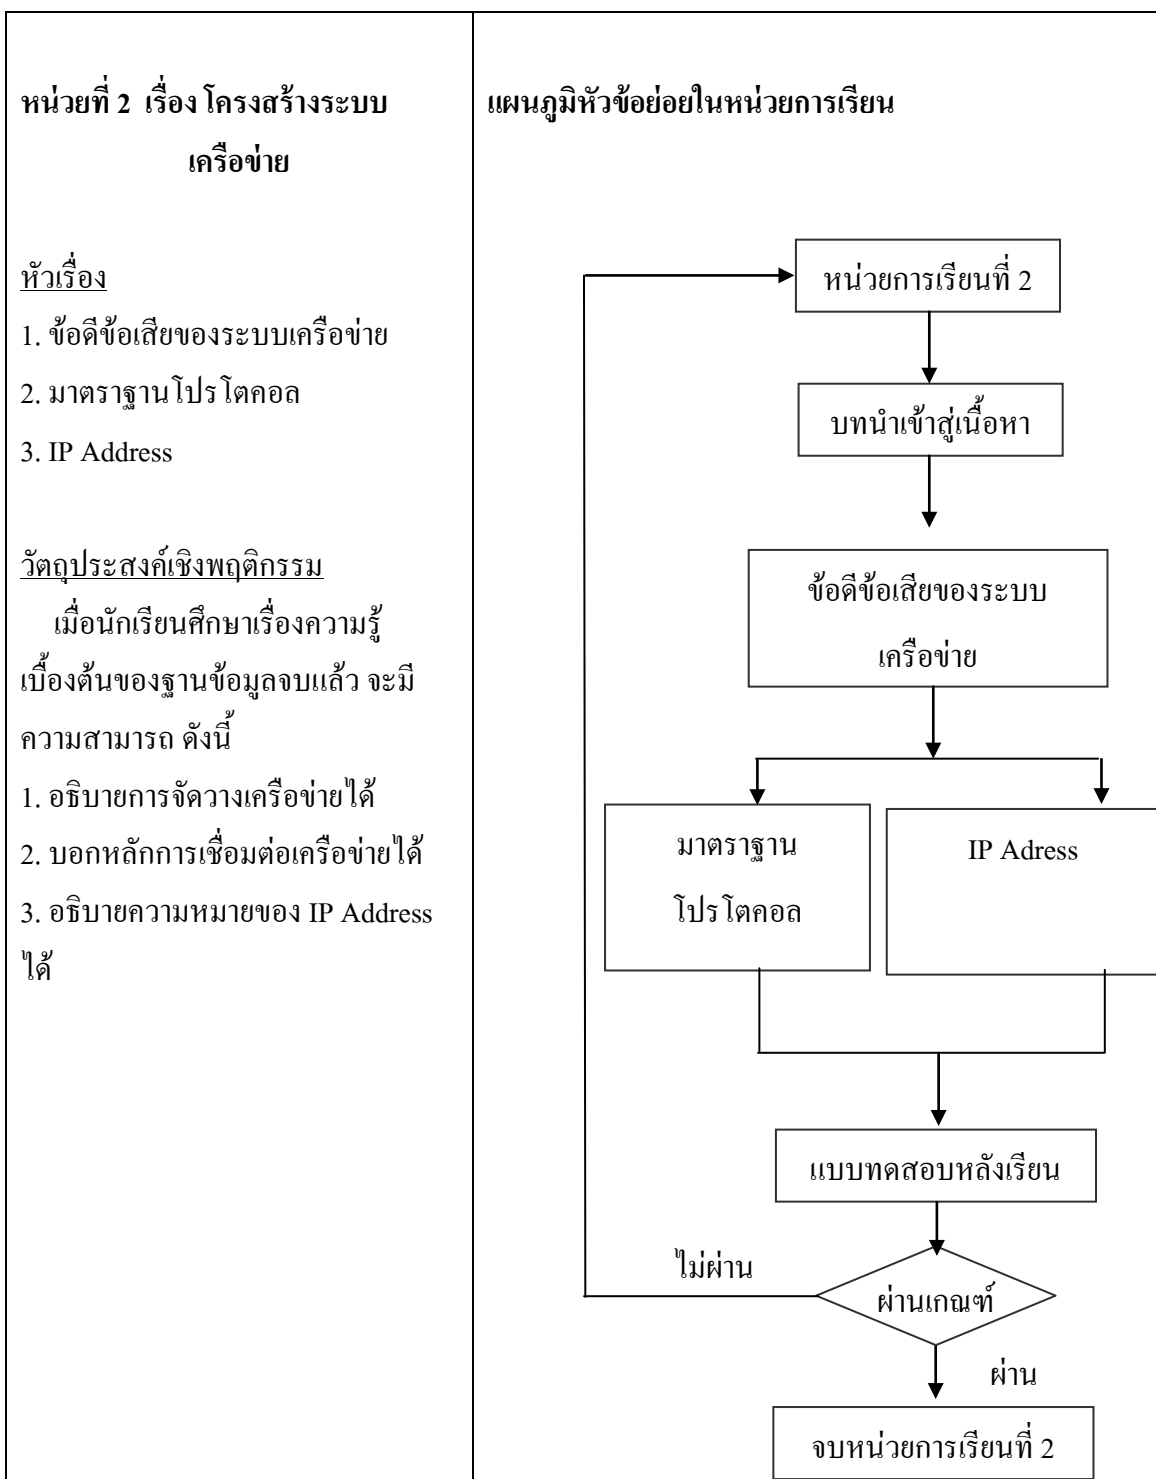 หน่วยที่ 2 เรื่อง โครงสร้างระบบ
เครือข่าย
หัวเรื่อง
1. ข้อดีข้อเสียของระบบเครือข่าย
2. มาตราฐานโปรโตคอล
3. IP Address
วัตถุประสงค์เชิงพฤติกรรม
เมื่อนักเรียนศึกษาเรื่องความรู้
เบื้องต้นของฐานข้อมูลจบแล้ว จะมี
ความสามารถ ดังนี้
1. อธิบายการจัดวางเครือข่ายได้
2. บอกหลักการเชื่อมต่อเครือข่ายได้
3. อธิบายความหมายของ IP Address
ได้
แผนภูมิหัวข้อย่อยในหน่วยการเรียน
หน่วยการเรียนที่ 2
บทนำเข้าสู่เนื้อหา
ข้อดีข้อเสียของระบบ
เครือข่าย
มาตราฐาน
โปรโตคอล
IP Adress
แบบทดสอบหลังเรียน
ไม่ผ่าน
ผ่านเกณฑ์
ผ่าน
จบหน่วยการเรียนที่ 2